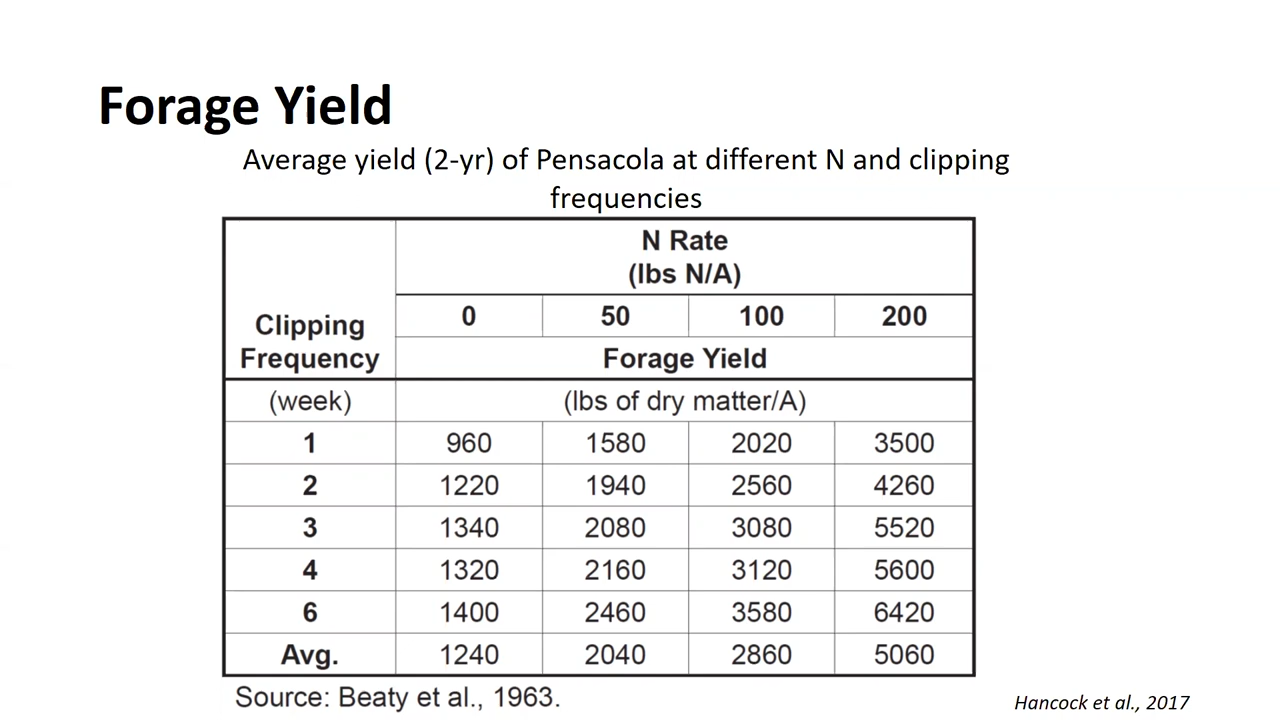 Forage Yield
Average yield (2-yr) of Pensacola at different N and clipping
frequencies
N Rate
(lbs N/A)
Clipping
Frequency
0 50 100 200
Forage Yield
(week) (lbs of dry matter/A)
1 960 1580 2020 3500
2 1220 1940 2560 4260
3 1340 2080 3080 5520
4 1320 2160 3120 5600
6 1400 2460 3580 6420
Avg. 1240 2040 2860 5060
Source: Beaty et al., 1963.
Hancock et al., 2017